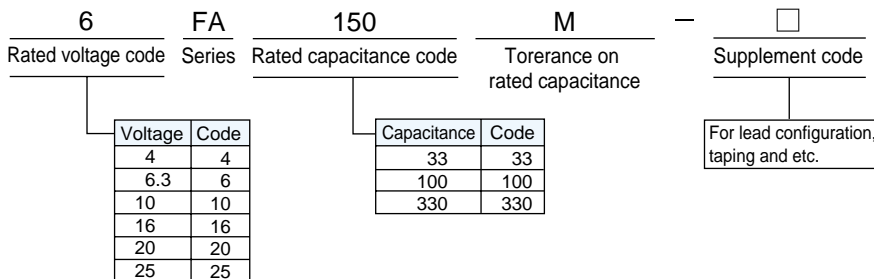 6 FA 150 M – □
Rated voltage code Series Rated capacitance code Torerance on Supplement code
rated capacitance
Voltage Code Capacitance Code For lead configuration,
4 4 33 33 taping and etc.
6.3 6 100 100
10 10 330 330
16 16
20 20
25 25